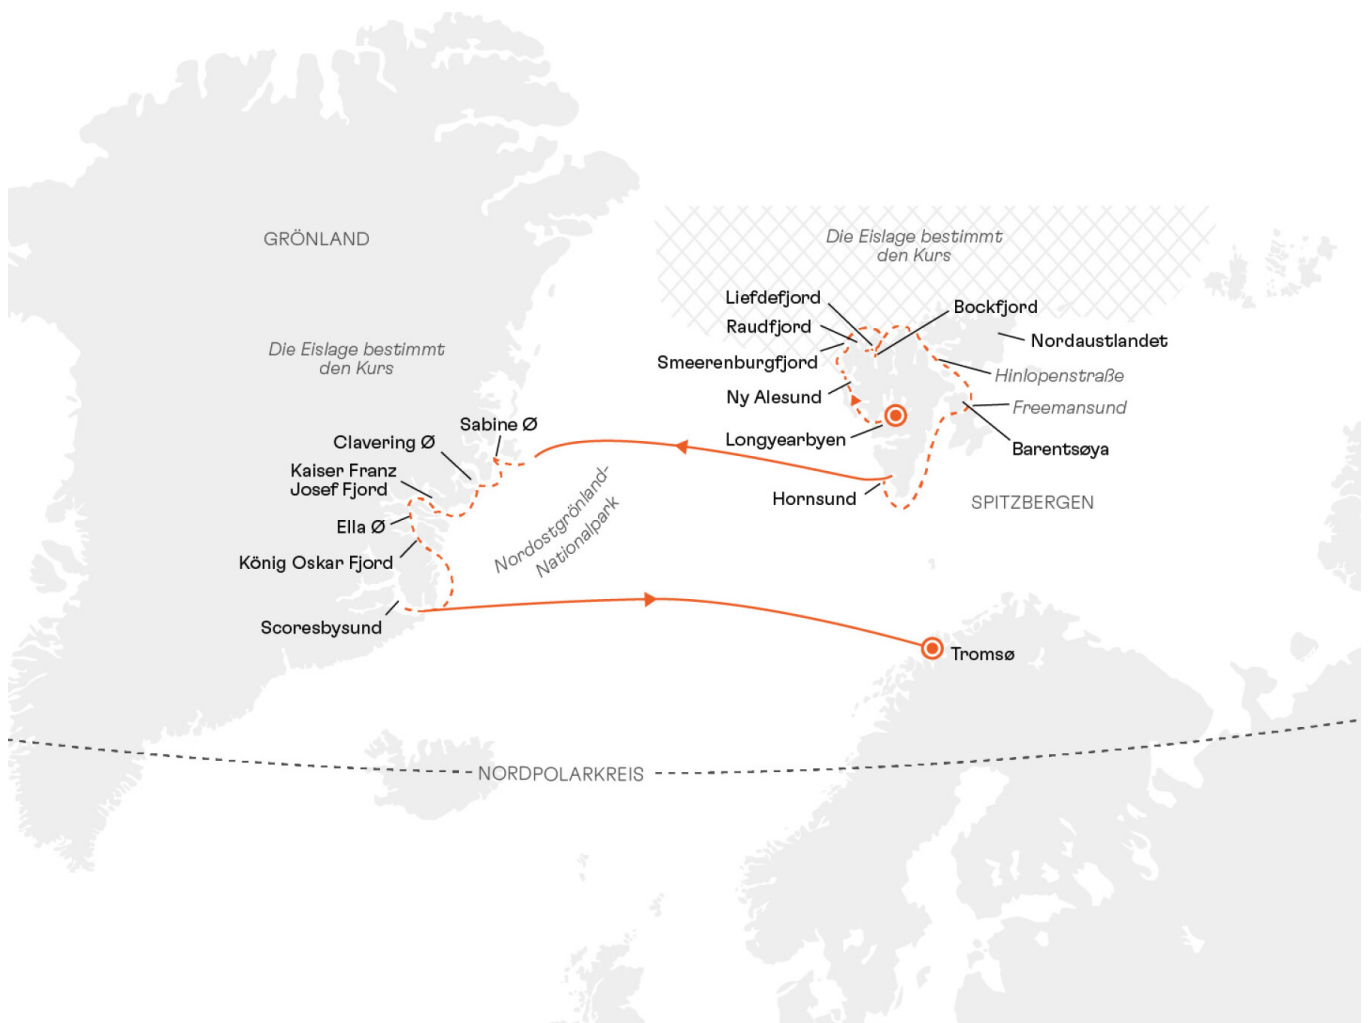 GRÖNLAND
Die Eislage bestimmt
den Kurs
Die Eislage bestimmt
den Kurs
Liefdefjord
Bockfjord
Raudfjord
Nordaustlandet
Smeerenburgfjord
Hinlopenstraße
Ny Alesund
Freemansund
Longyearbyen
Barentsøya
Hornsund
SPITZBERGEN
Sabine Ø
Clavering Ø
Kaiser Franz
Josef Fjord
Ella Ø
König Oskar Fjord
Scoresbysund
Nordostgrönland-
Nationalpark
Tromsø
NORDPOLARKREIS